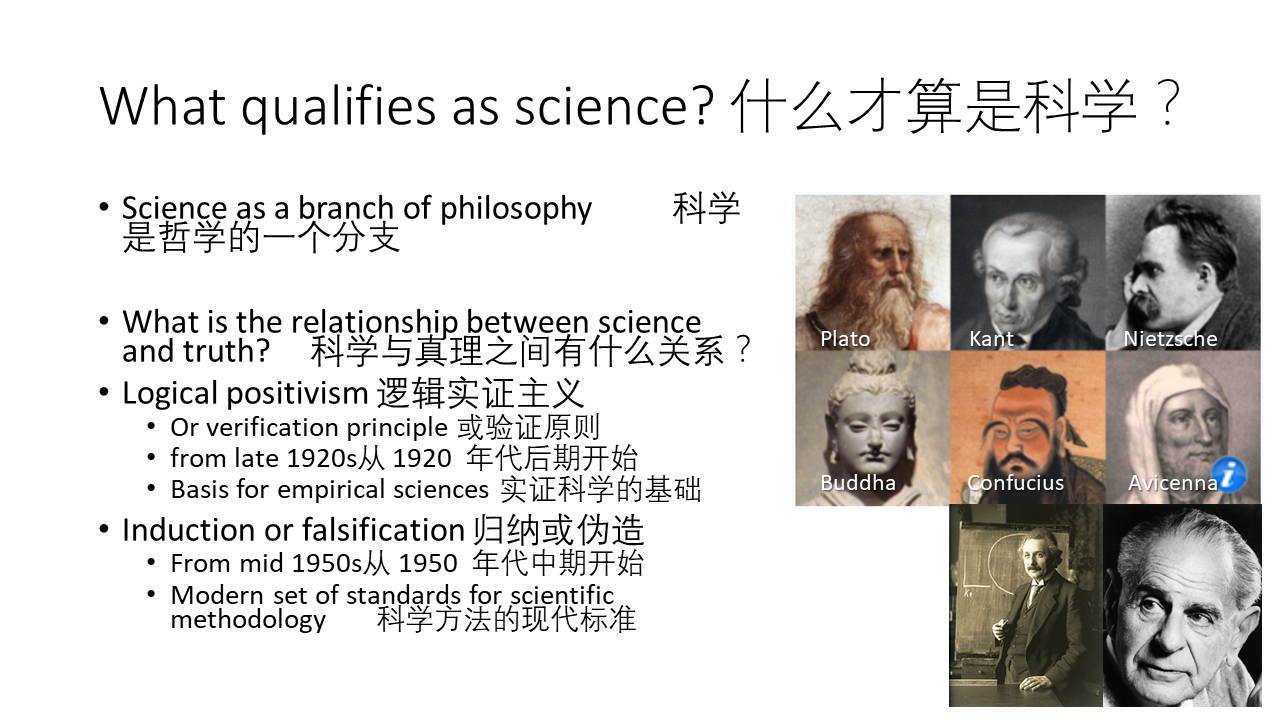 What qualifies as science? 什么才算是科学？
• Science as a branch of philosophy 科学
是哲学的一个分支
• What is the relationship between science
and truth? 科学与真理之间有什么关系？
• Logical positivism 逻辑实证主义
• Or verification principle 或验证原则
• from late 1920s从 1920 年代后期开始
• Basis for empirical sciences 实证科学的基础
• Induction or falsification 归纳或伪造
• From mid 1950s从 1950 年代中期开始
• Modern set of standards for scientific
methodology 科学方法的现代标准
Plato Kant Nietzsche
Buddha Confucius Avicenna